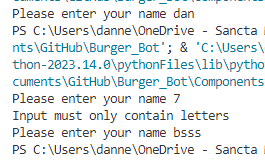 Please enter your name dan
PS C:\Users\danne\OneDrive - Sancta
nts\GitHub\Burger_Bot'; & 'C:\Users\
thon-2023.14.0\pythonFiles\lib\pytho
cuments\GitHub\Burger_Bot\Components
Please enter your name 7
Input must only contain letters
Please enter your name bsss
PS C:\Users\danne\OneDrive - Sancta